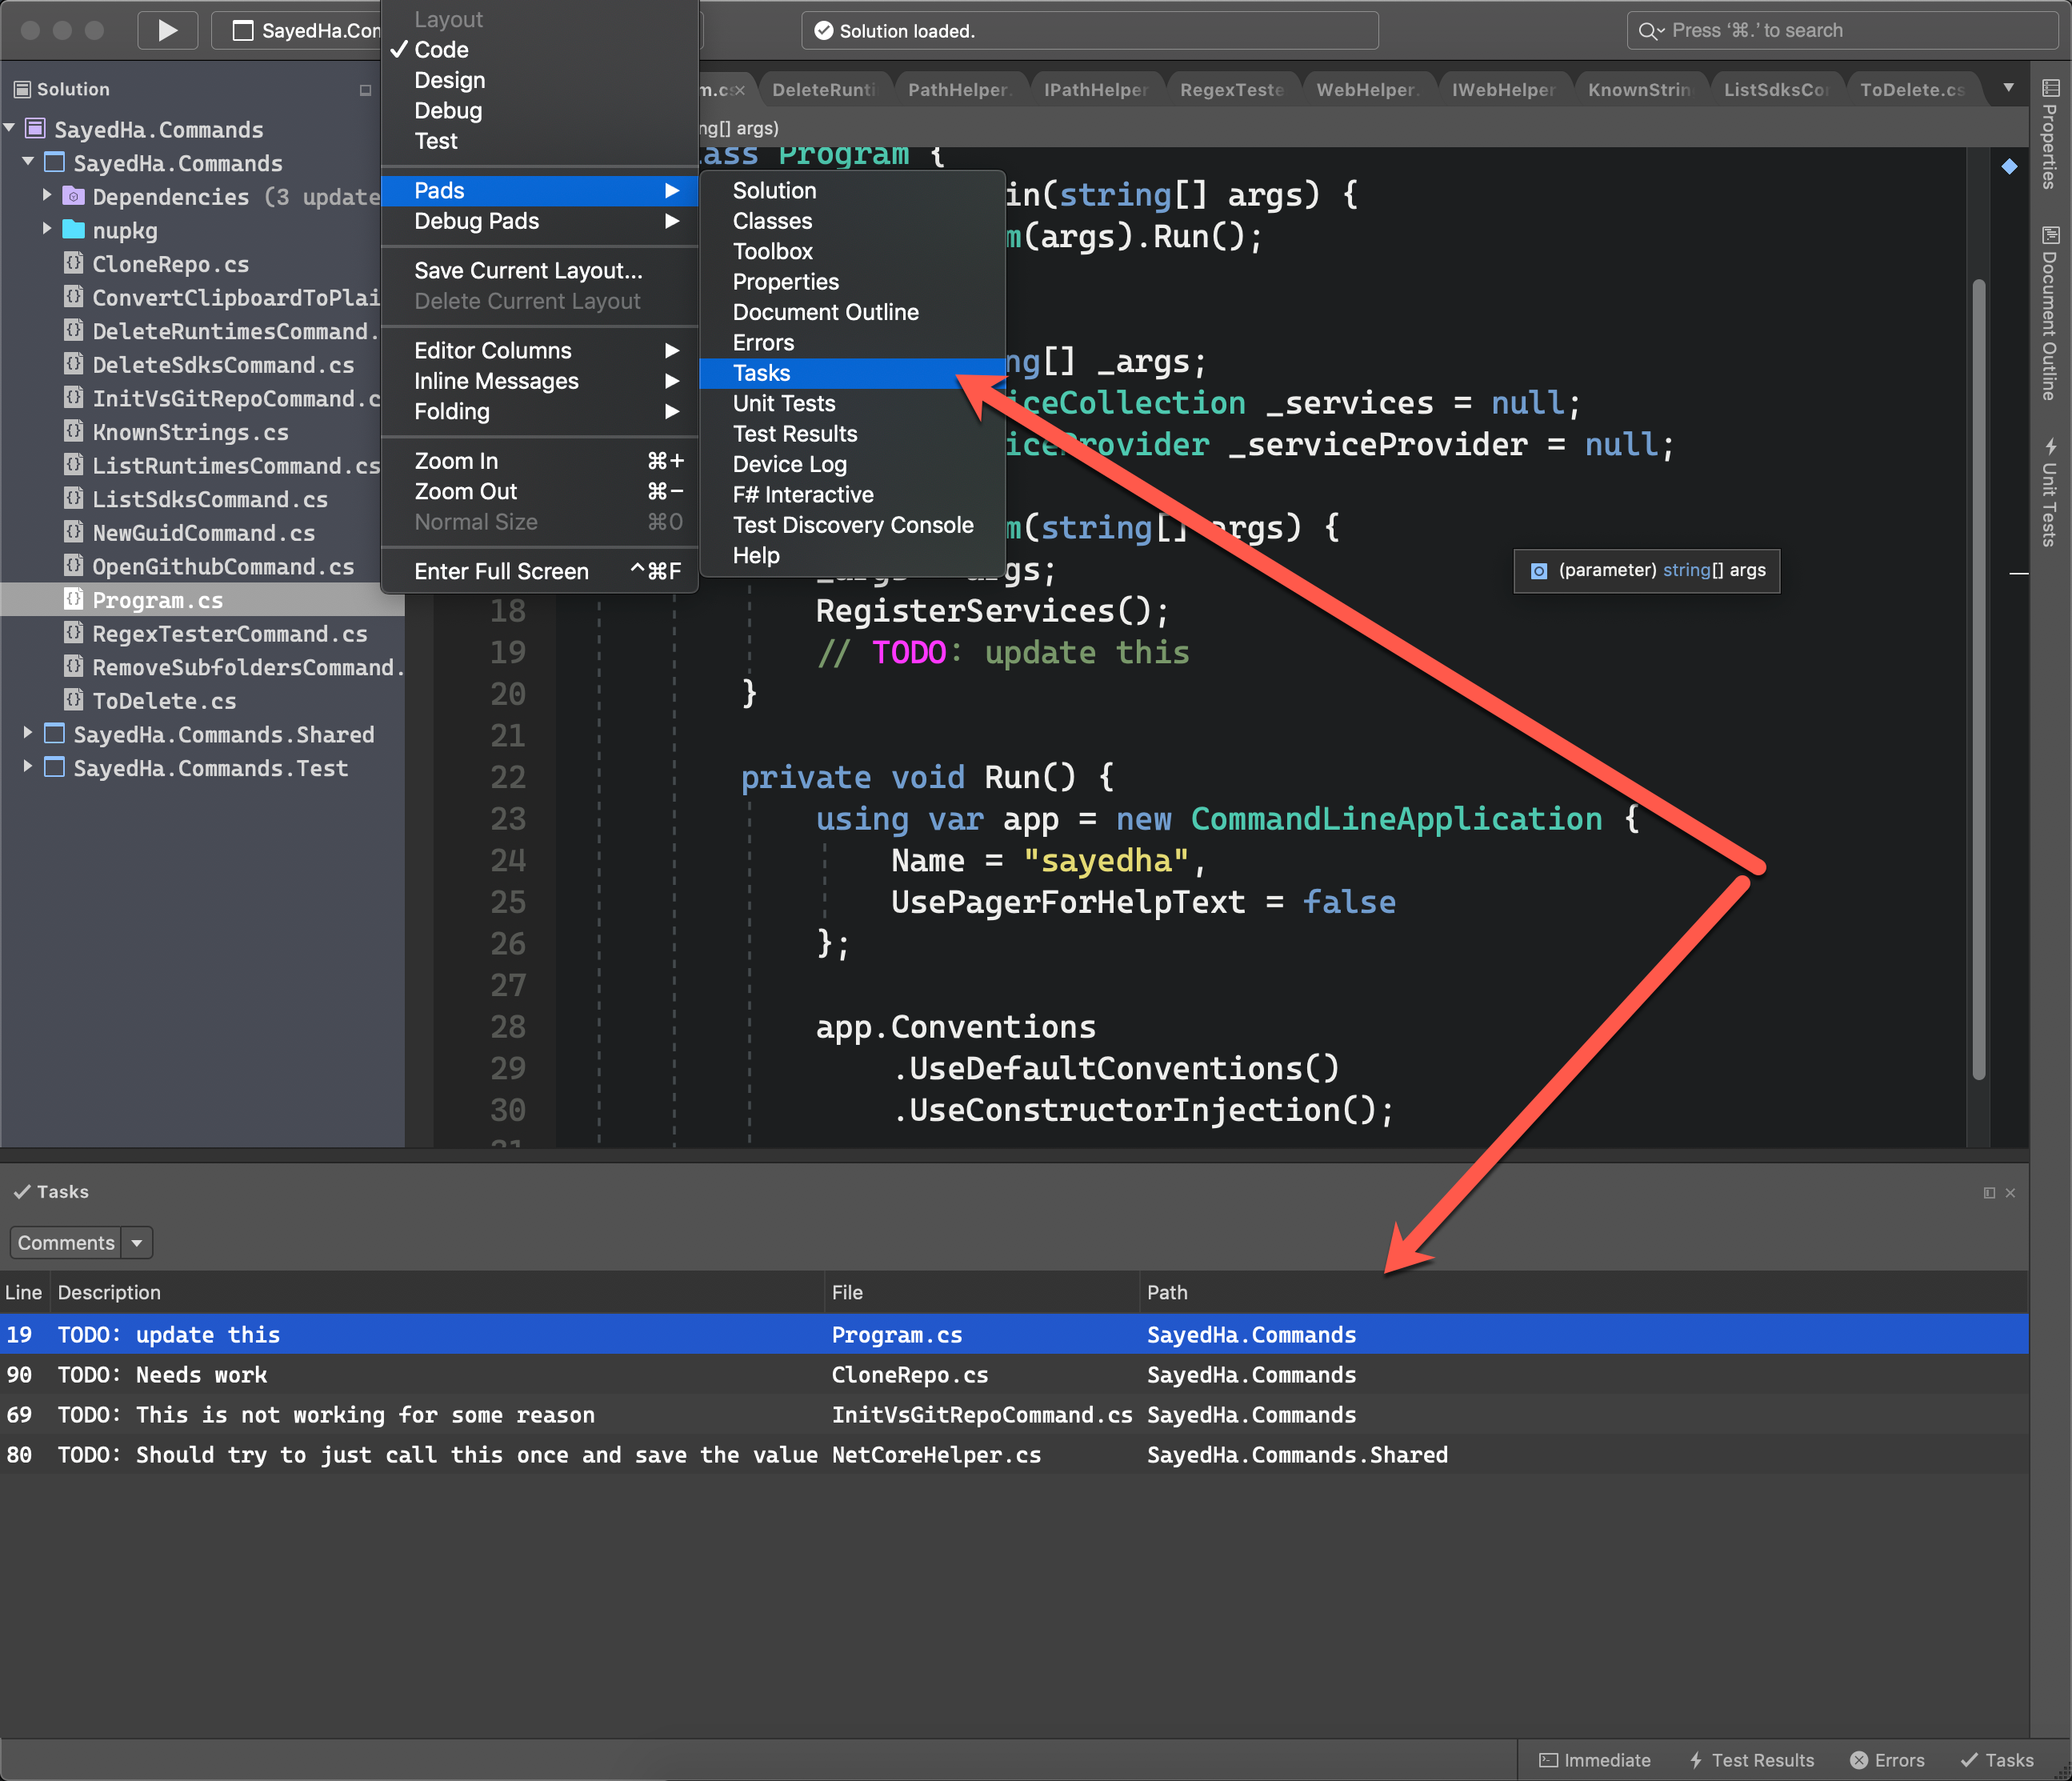 SayedHa.Con
Solution loaded.
Press ‘⌘.’ to search
Layout
✓ Code
Design
Debug
Test
Pads
Debug Pads
Save Current Layout...
Delete Current Layout
Editor Columns
Inline Messages
Folding
Zoom In ⌘+
Zoom Out ⌘−
Normal Size ⌘0
Enter Full Screen ^⌘F
Solution
Classes
Toolbox
Properties
Document Outline
Errors
Tasks
Unit Tests
Test Results
Device Log
F# Interactive
Test Discovery Console
Help
Solution
SayedHa.Commands
SayedHa.Commands
Dependencies (3 update
nupkg
CloneRepo.cs
ConvertClipboardToPlai
DeleteRuntimesCommand.
DeleteSdksCommand.cs
InitVsGitRepoCommand.c
KnownStrings.cs
ListRuntimesCommand.cs
ListSdksCommand.cs
NewGuidCommand.cs
OpenGithubCommand.cs
Program.cs
RegexTesterCommand.cs
RemoveSubfoldersCommand.
ToDelete.cs
SayedHa.Commands.Shared
SayedHa.Commands.Test
m.cs DeleteRunti PathHelper. IPathHelper RegexTeste WebHelper. IWebHelper KnownStrin ListSdksCor ToDelete.cs
ng[] args)
lass Program {
in(string[] args) {
m(args).Run();
ng[] _args;
iceCollection _services = null;
iceProvider _serviceProvider = null;
m(string[] args) {
(parameter) string[] args
18 RegisterServices();
19 // TODO: update this
20 }
21
22 private void Run() {
23 using var app = new CommandLineApplication {
24 Name = "sayedha",
25 UsePagerForHelpText = false
26 };
27
28 app.Conventions
29 .UseDefaultConventions()
30 .UseConstructorInjection();
Properties
Document Outline
Unit Tests
Tasks
Comments
Line Description File Path
19 TODO: update this Program.cs SayedHa.Commands
90 TODO: Needs work CloneRepo.cs SayedHa.Commands
69 TODO: This is not working for some reason InitVsGitRepoCommand.cs SayedHa.Commands
80 TODO: Should try to just call this once and save the value NetCoreHelper.cs SayedHa.Commands.Shared
Immediate Test Results Errors Tasks